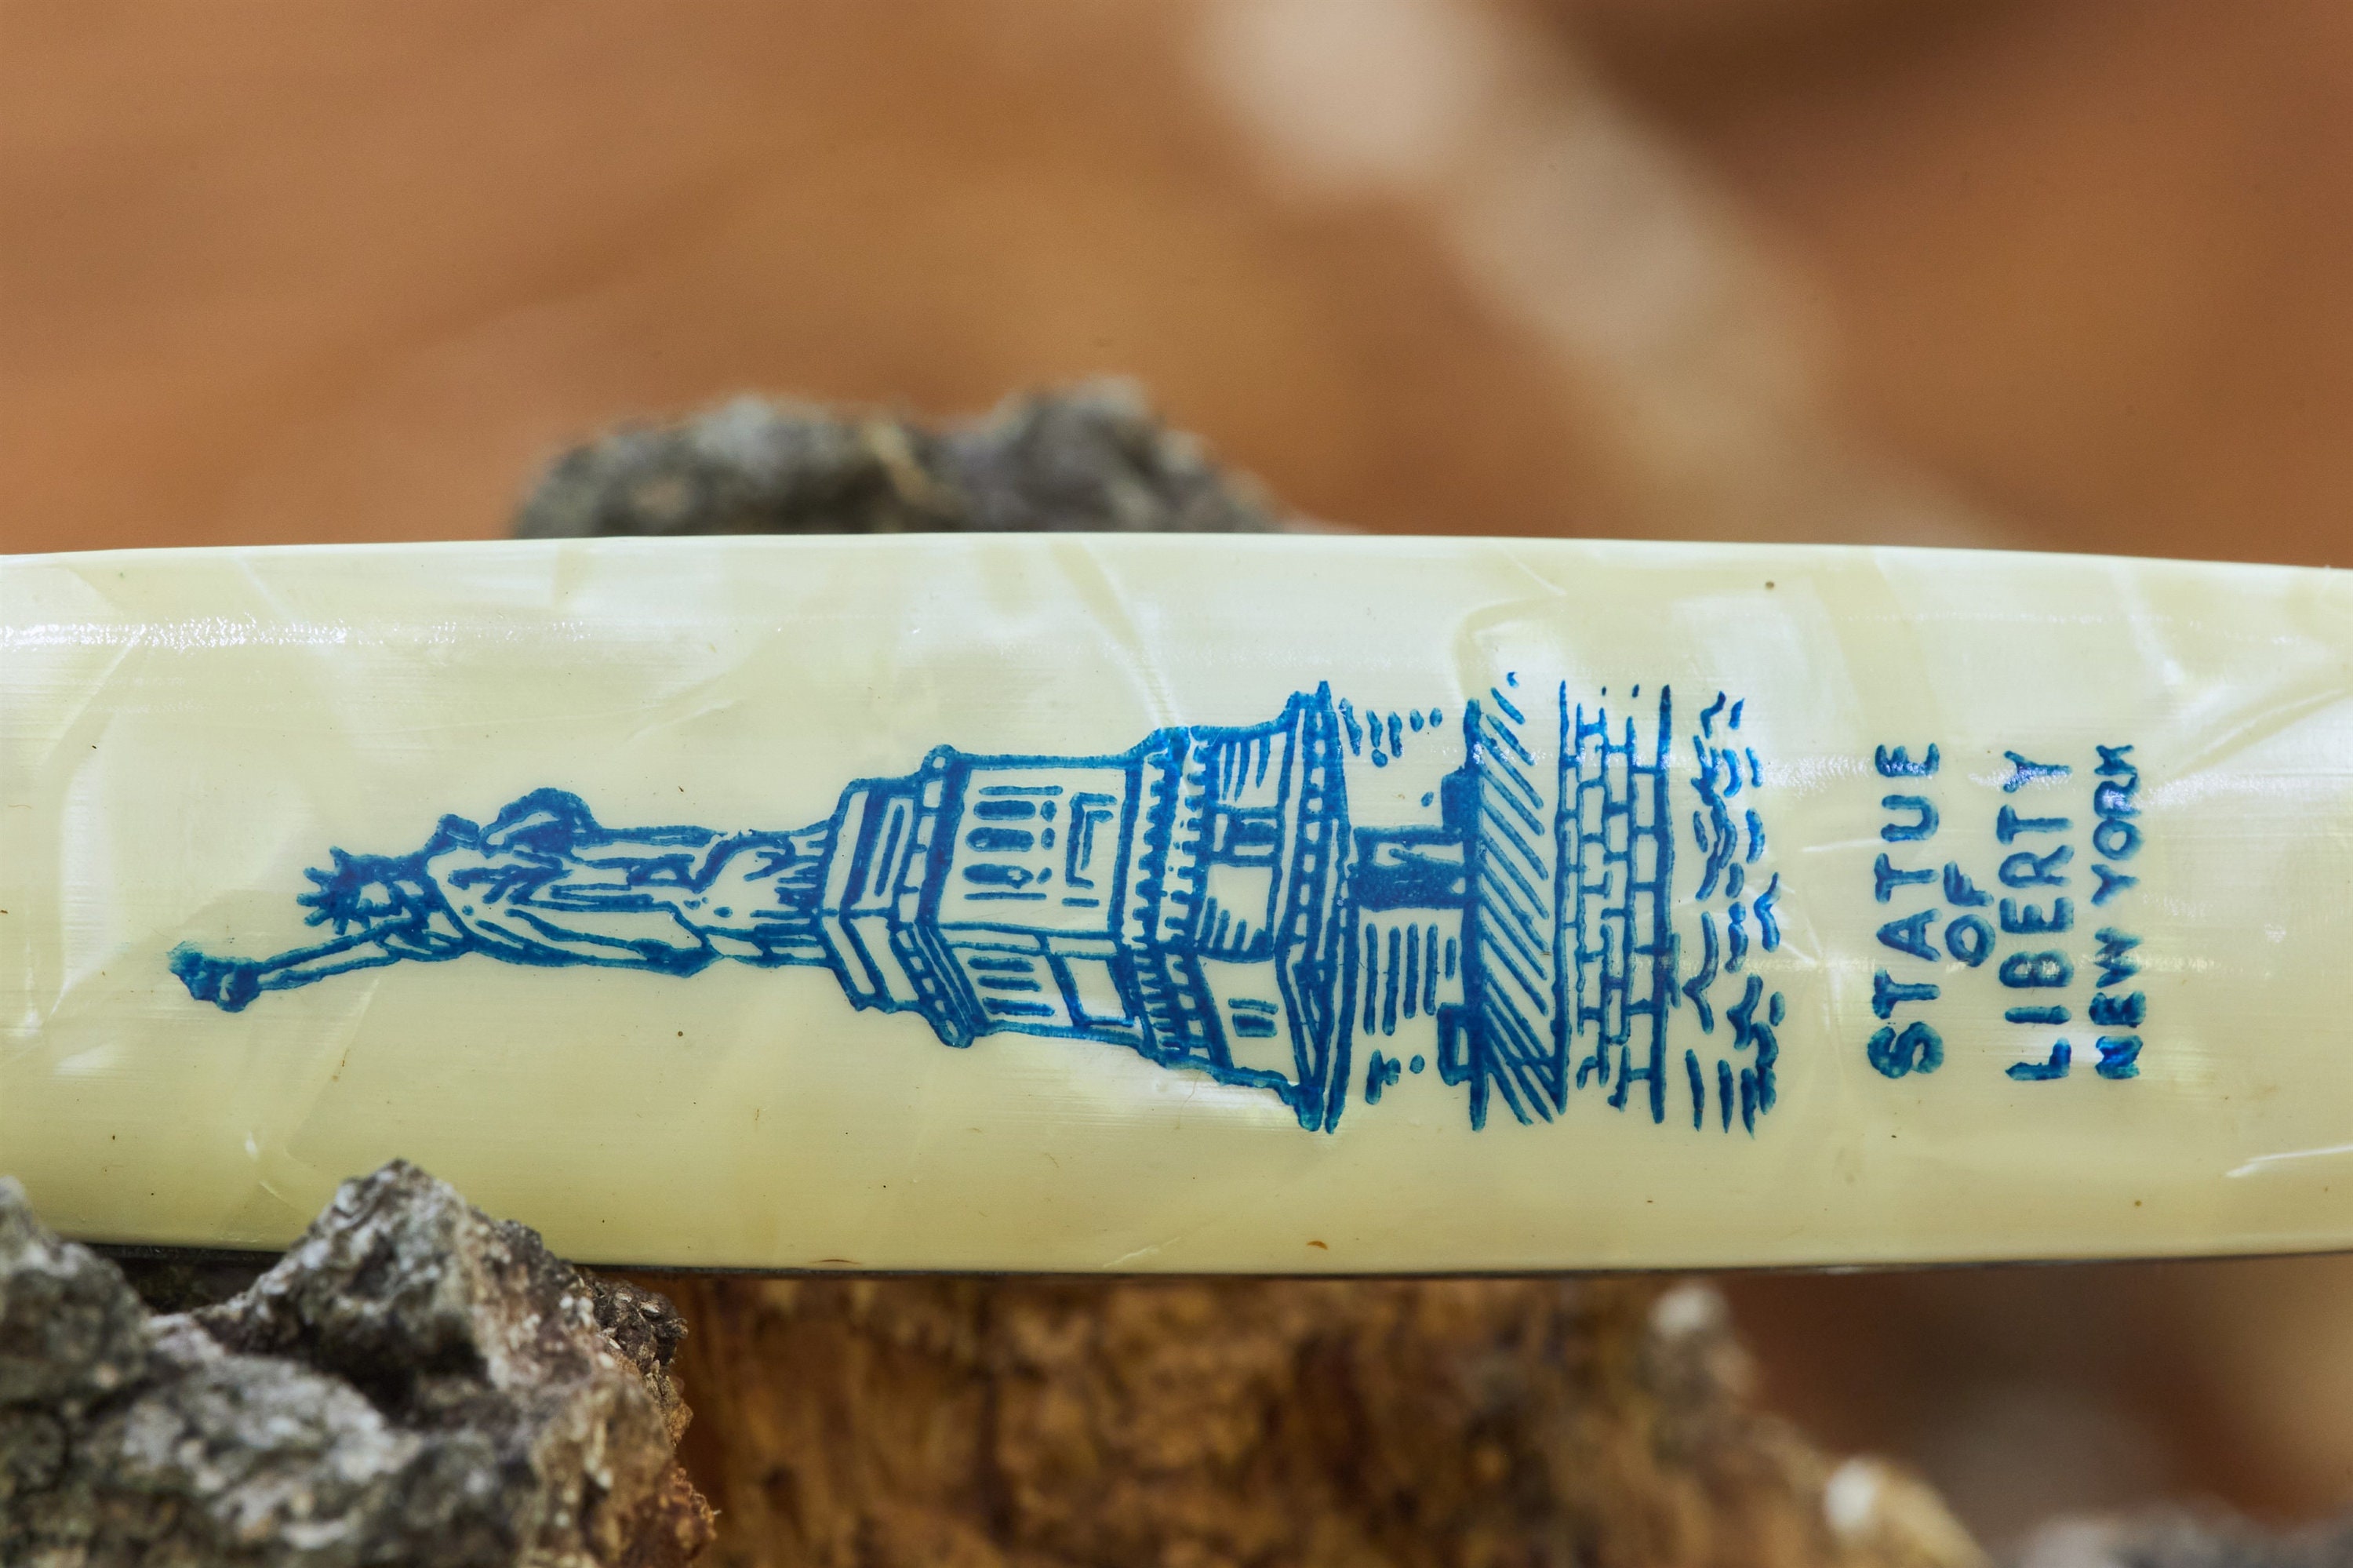 STATUE
OF
LIBERTY
NEW YORK